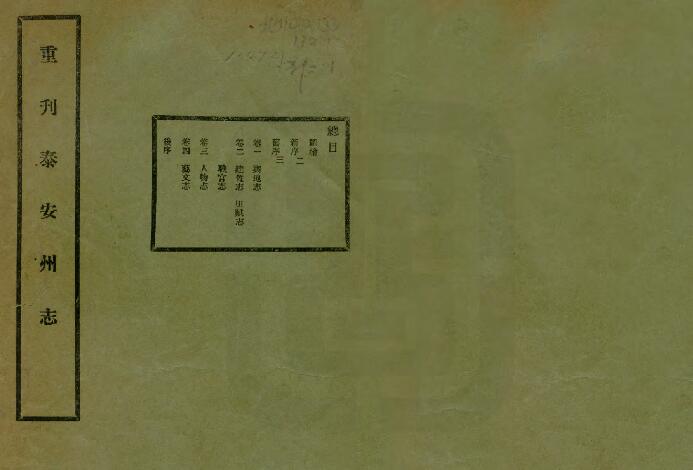 重刊泰安州志
總目
圖繪
新序二
舊序三
卷一 輿地志
卷二 建置志 田賦志
職官志
卷三 人物志
卷四 藝文志
後序